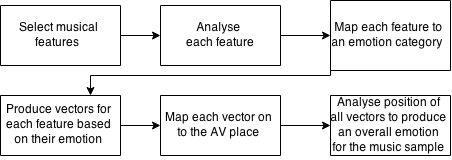 Select musical
features
Analyse
each feature
Map each feature to
an emotion category
Produce vectors for
each feature based
on their emotion
Map each vector on
to the AV place
Analyse position of
all vectors to produce
an overall emotion
for the music sample